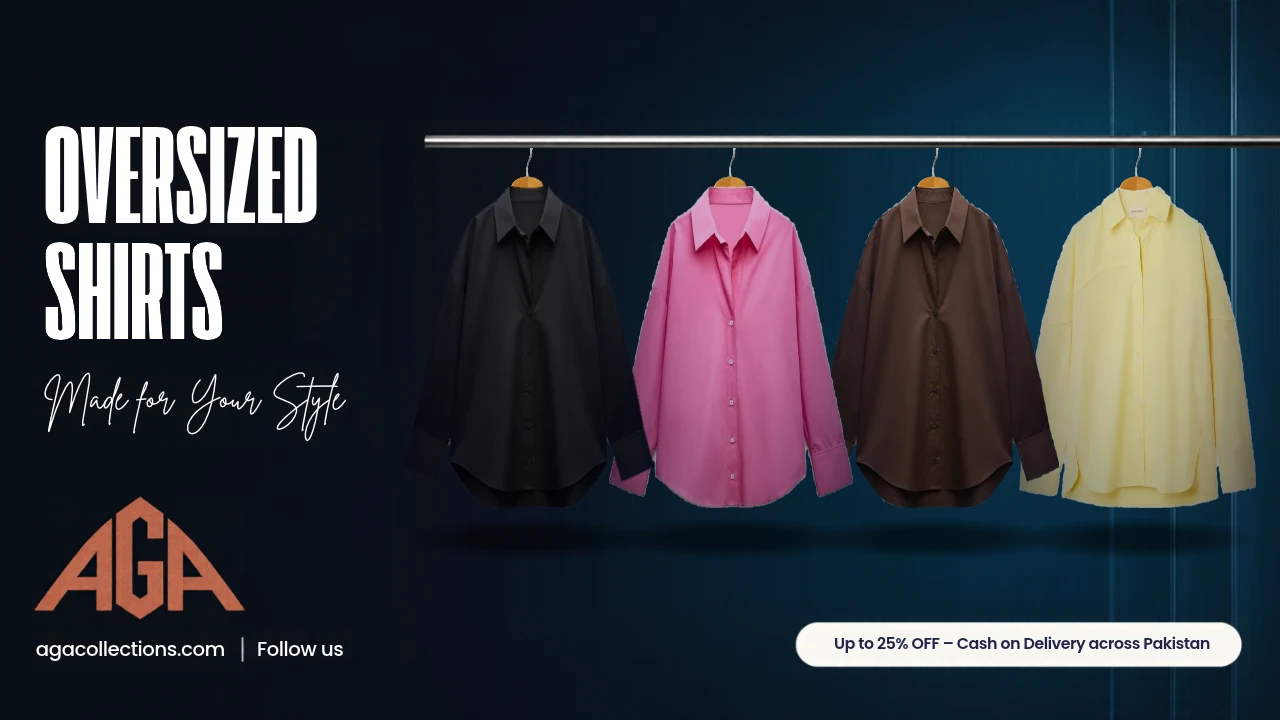 OVERSIZED
SHIRTS
Made for Your Style
AGA
agacollections.com | Follow us
Up to 25% OFF – Cash on Delivery across Pakistan